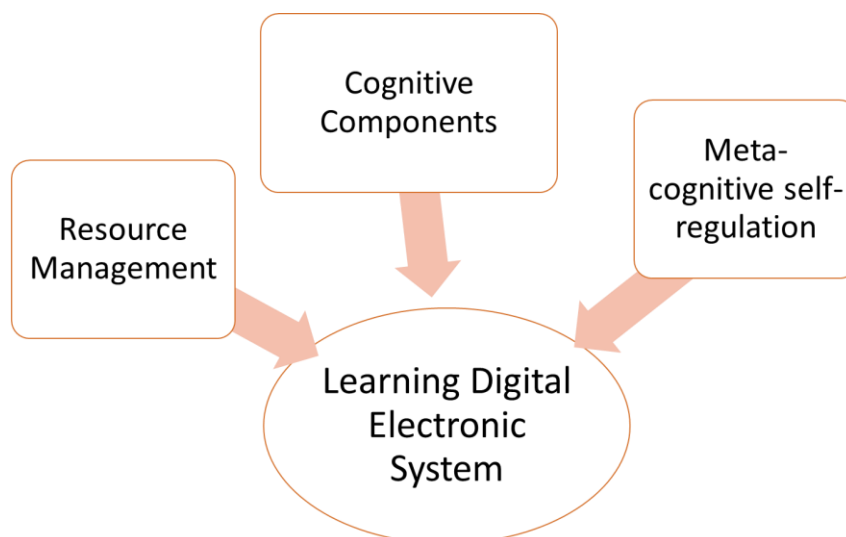 Cognitive
Components
Meta-
cognitive self-
regulation
Resource
Management
Learning Digital
Electronic
System